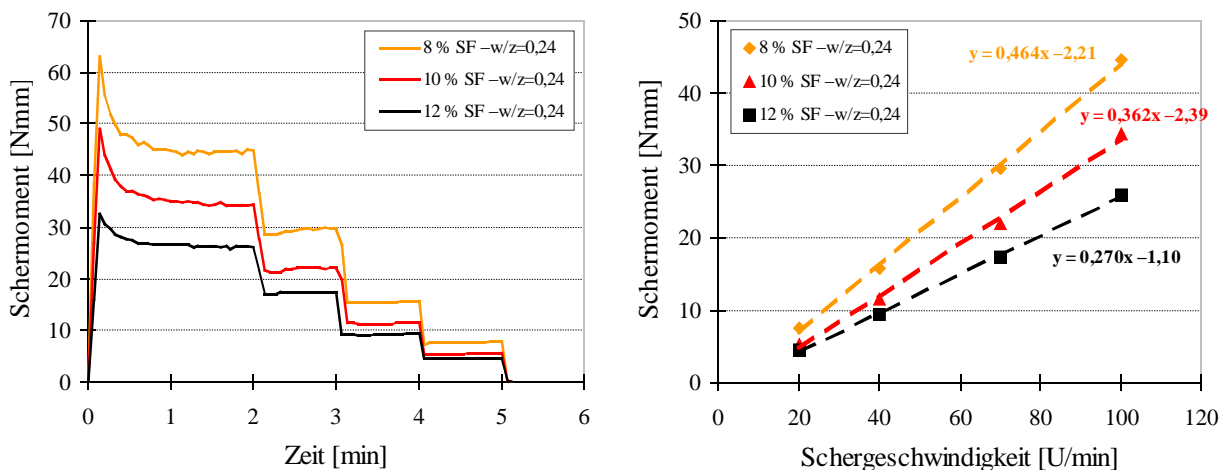 70
60
50
40
30
20
10
0
Schermoment [Nmm]
8 % SF –w/z=0,24
10 % SF –w/z=0,24
12 % SF –w/z=0,24
0 1 2 3 4 5 6
Zeit [min]
50
40
30
20
10
0
Schermoment [Nmm]
8 % SF –w/z=0,24
10 % SF –w/z=0,24
12 % SF –w/z=0,24
y = 0,464x –2,21
y = 0,362x –2,39
y = 0,270x –1,10
0 20 40 60 80 100 120
Schergeschwindigkeit [U/min]